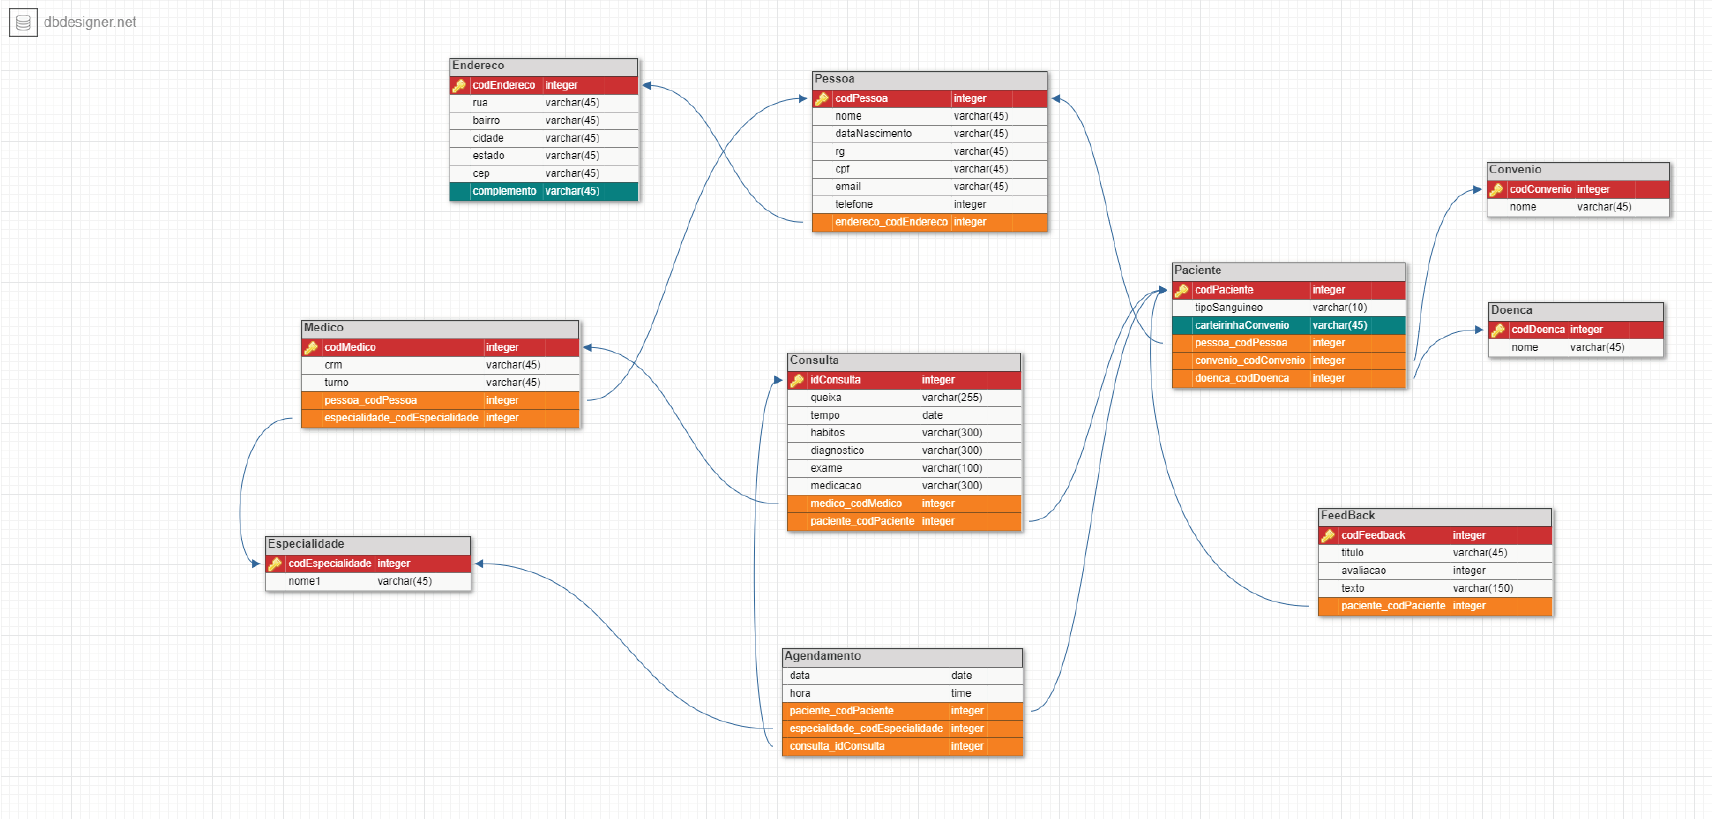 dbdesigner.net
Endereco
codEndereco integer
rua varchar(45)
bairro varchar(45)
cidade varchar(45)
estado varchar(45)
cep varchar(45)
complemento varchar(45)
Pessoa
codPessoa integer
nome varchar(45)
dataNascimento varchar(45)
rg varchar(45)
cpf varchar(45)
email varchar(45)
telefone integer
endereco_codEndereco integer
Convenio
codConvenio integer
nome varchar(45)
Paciente
codPaciente integer
tipoSanguineo varchar(10)
carteirinhaConvenio varchar(45)
pessoa_codPessoa integer
convenio_codConvenio integer
doenca_codDoenca integer
Doenca
codDoenca integer
nome varchar(45)
Medico
codMedico integer
crm varchar(45)
turno varchar(45)
pessoa_codPessoa integer
especialidade_codEspecialidade integer
Consulta
idConsulta integer
queixa varchar(255)
tempo date
habitos varchar(300)
diagnostico varchar(300)
exame varchar(100)
medicacao varchar(300)
medico_codMedico integer
paciente_codPaciente integer
FeedBack
codFeedback integer
titulo varchar(45)
avaliacao integer
texto varchar(150)
paciente_codPaciente integer
Especialidade
codEspecialidade integer
nome1 varchar(45)
Agendamento
data date
hora time
paciente_codPaciente integer
especialidade_codEspecialidade integer
consulta_idConsulta integer